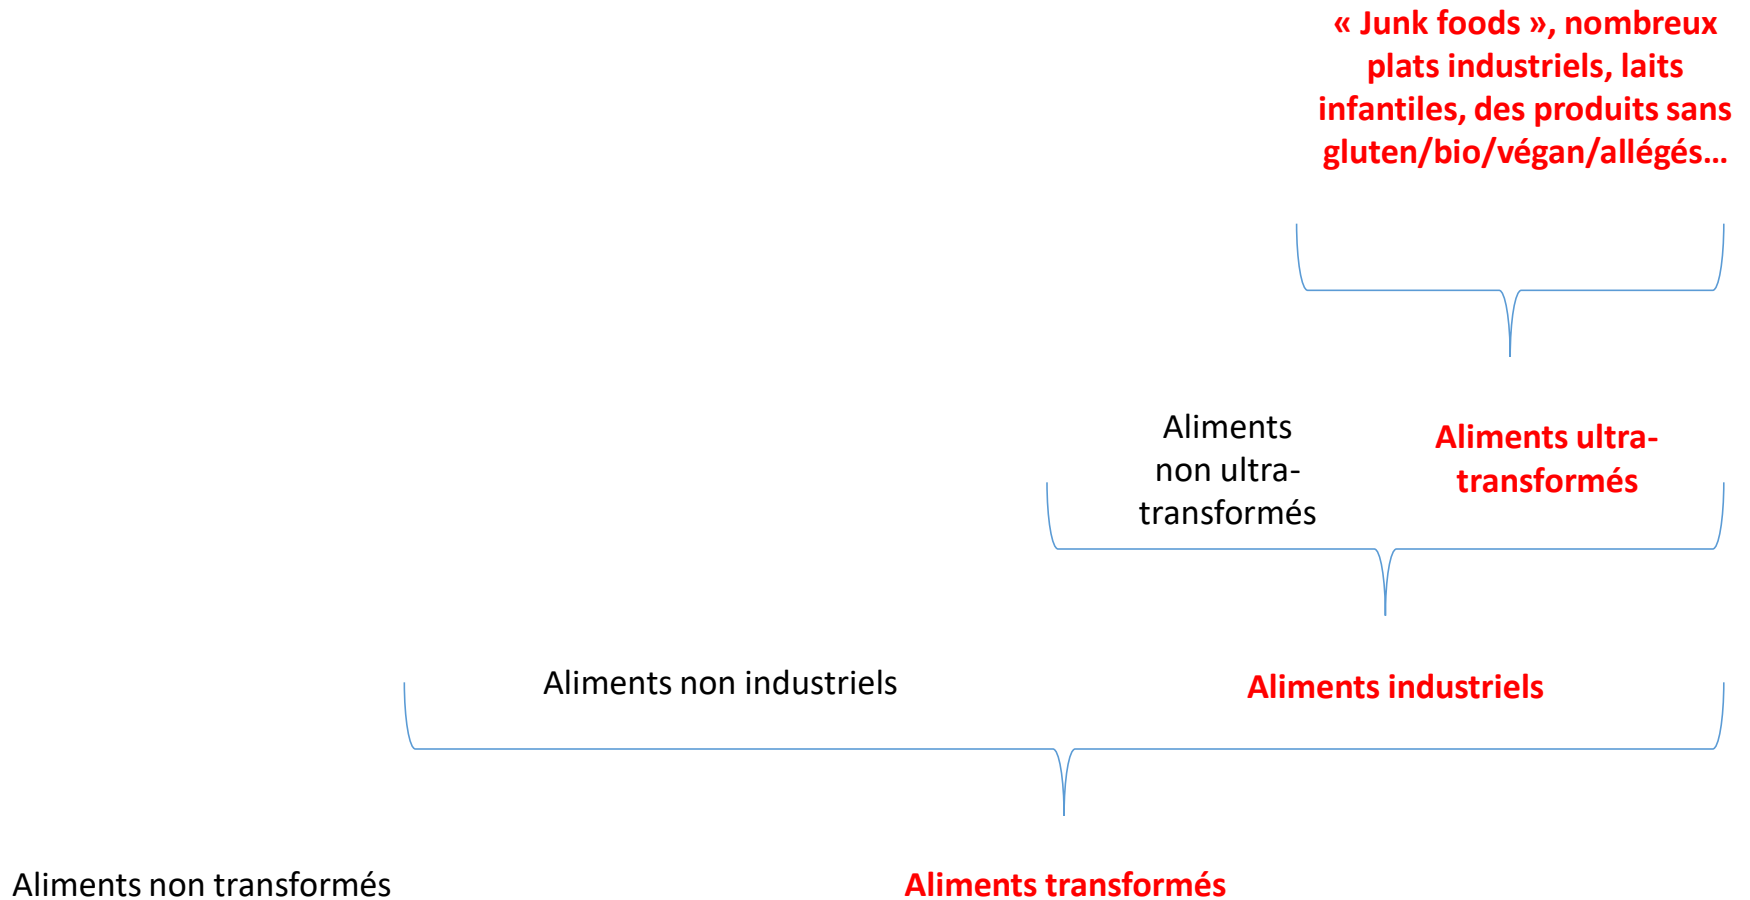 « Junk foods », nombreux
plats industriels, laits
infantiles, des produits sans
gluten/bio/végan/allégés...
Aliments
non ultra-
transformés
Aliments ultra-
transformés
Aliments non industriels
Aliments industriels
Aliments non transformés
Aliments transformés